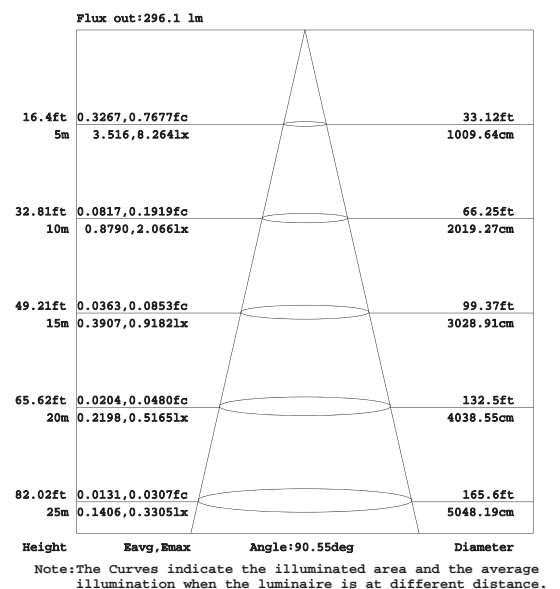 Flux out:296.1 lm
16.4ft 0.3267,0.7677fc 33.12ft
5m 3.516,8.264lx 1009.64cm
32.81ft 0.0817,0.1919fc 66.25ft
10m 0.8790,2.066lx 2019.27cm
49.21ft 0.0363,0.0853fc 99.37ft
15m 0.3907,0.9182lx 3028.91cm
65.62ft 0.0204,0.0480fc 132.5ft
20m 0.2198,0.5165lx 4038.55cm
82.02ft 0.0131,0.0307fc 165.6ft
25m 0.1406,0.3305lx 5048.19cm
Height Eavg,Emax Angle:90.55deg Diameter
Note:The Curves indicate the illuminated area and the average
illumination when the luminaire is at different distance.